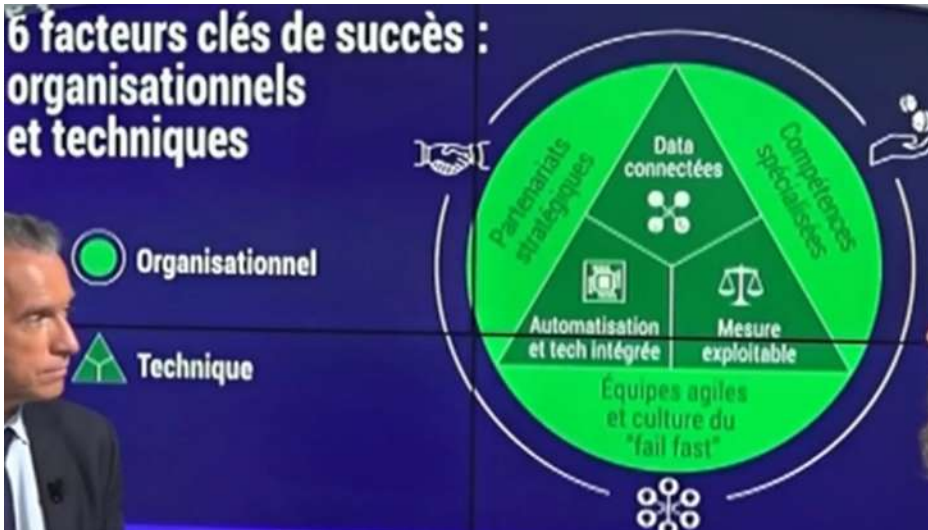 6 facteurs clés de succès :
organisationnels
et techniques
Organisationnel
Technique
Partenariats
stratégiques
Data
connectées
Compétences
spécialisées
Automatisation
et tech intégrée
Mesure
exploitable
Équipes agiles
et culture du
"fail fast"